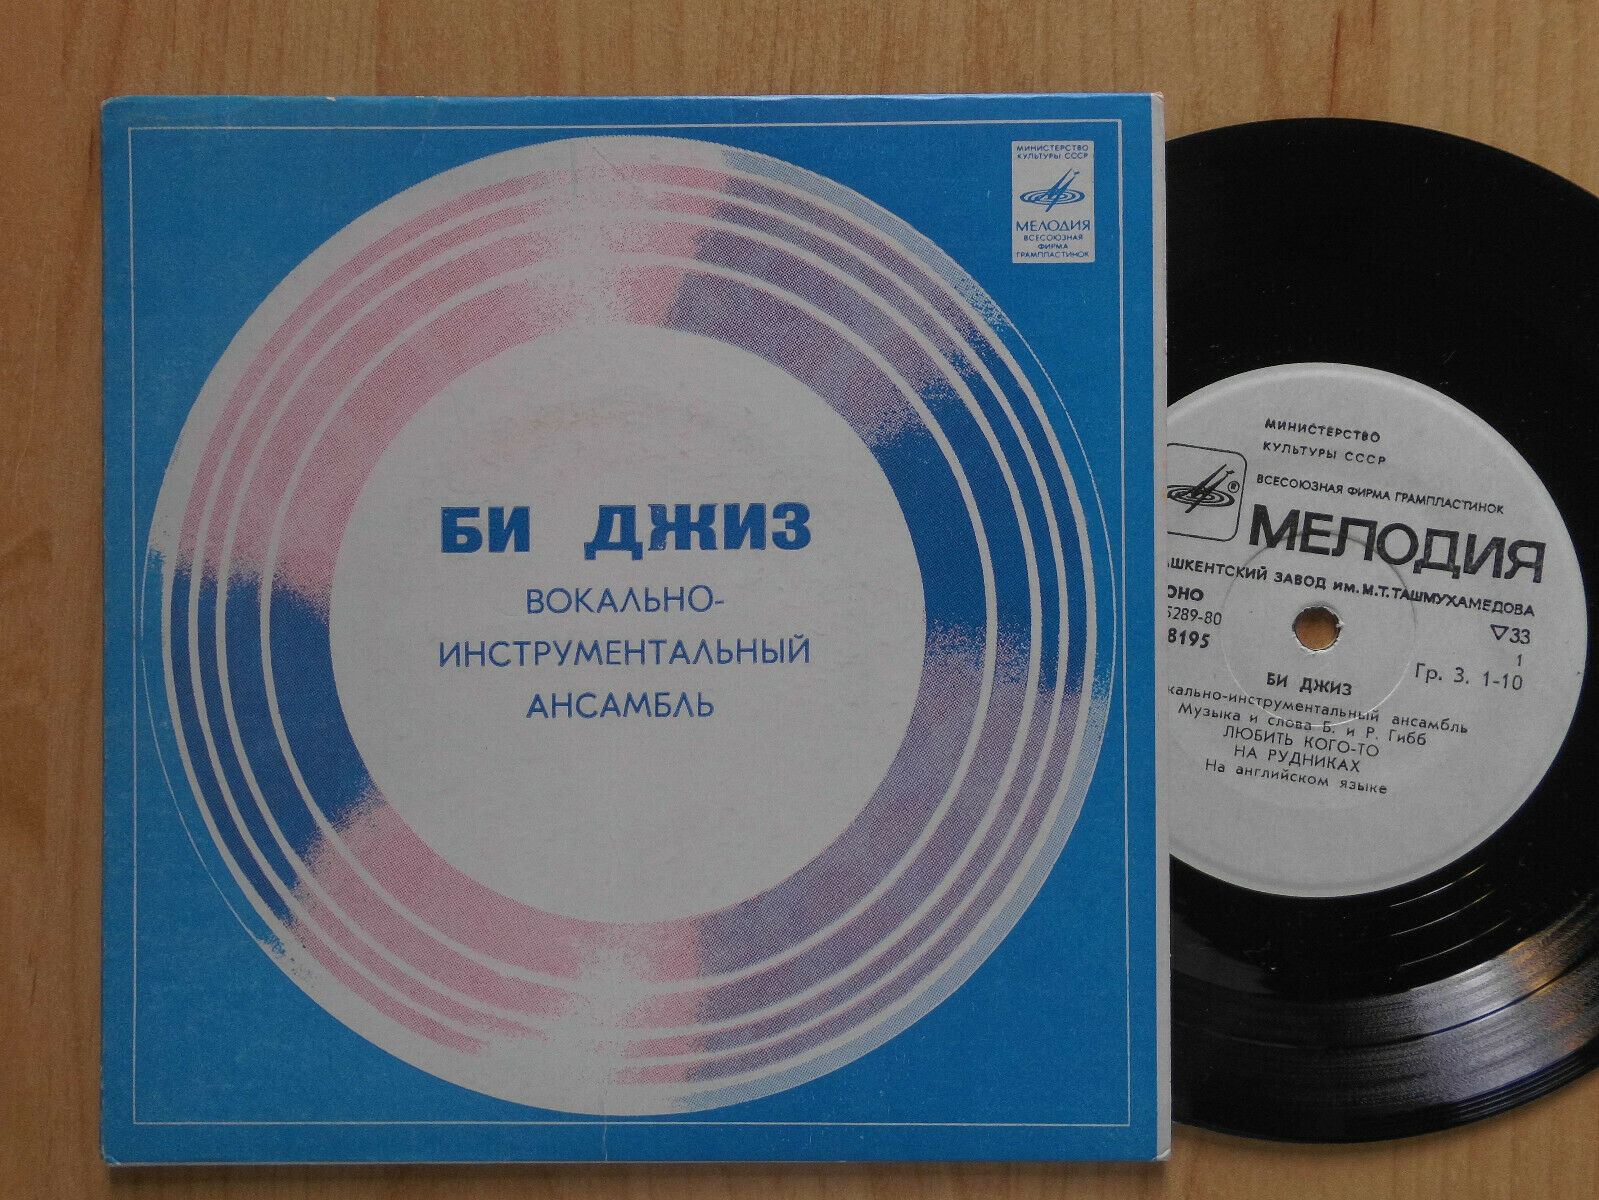 МИНИСТЕРСТВО
КУЛЬТУРЫ СССР
МЕЛОДИЯ
ВСЕСОЮЗНАЯ
ФИРМА
ГРАМПЛАСТИНОК
БИ ДЖИЗ
ВОКАЛЬНО-
ИНСТРУМЕНТАЛЬНЫЙ
АНСАМБЛЬ
МИНИСТЕРСТВО
КУЛЬТУРЫ СССР
®
ВСЕСОЮЗНАЯ ФИРМА ГРАМПЛАСТИНОК
МЕЛОДИЯ
АШКЕНТСКИЙ ЗАВОД ИМ. М.Т. ТАШМУХАМЕДОВА
ОНО
5289-80
▽33
8195
1
Гр. 3. 1-10
БИ ДЖИЗ
кально-инструментальный ансамбль
Музыка и слова Б. и Р. Гибб
ЛЮБИТЬ КОГО-ТО
НА РУДНИКАХ
На английском языке